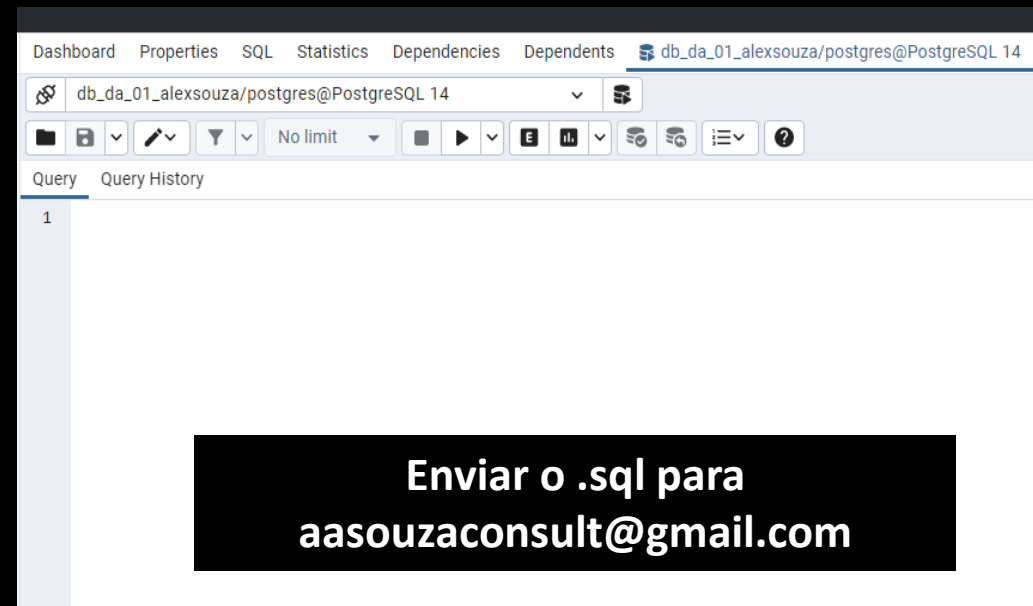 Dashboard Properties SQL Statistics Dependencies Dependents db_da_01_alexsouza/postgres@PostgreSQL 14
db_da_01_alexsouza/postgres@PostgreSQL 14
No limit E ?
Query Query History
1
Enviar o .sql para
aasouzaconsult@gmail.com